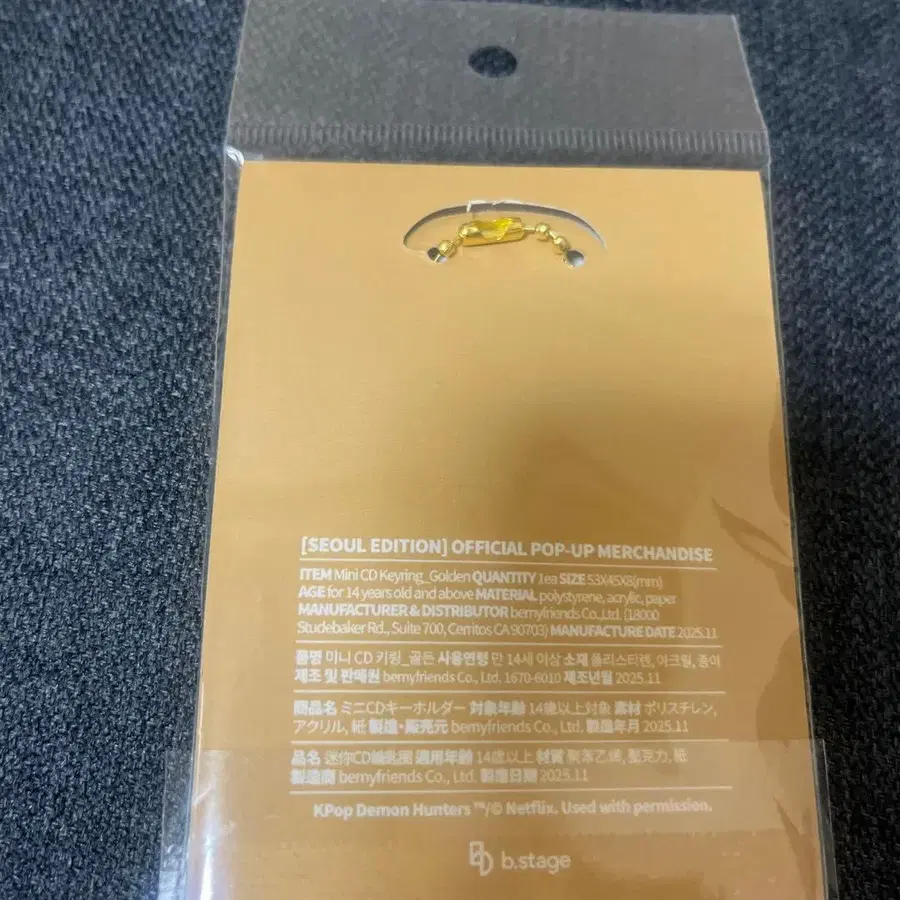 [SEOUL EDITION] OFFICIAL POP-UP MERCHANDISE
ITEM Mini CD Keyring_Golden QUANTITY 1ea SIZE 53X45X8(mm)
AGE for 14 years old and above MATERIAL polystyrene, acrylic, paper
MANUFACTURER & DISTRIBUTOR bemyfriends Co.,Ltd. (18000
Studebaker Rd., Suite 700, Cerritos CA 90703) MANUFACTURE DATE 2025.11
품명 미니 CD 키링_골든 사용연령 만 14세 이상 소재 폴리스티렌, 아크릴, 종이
제조 및 판매원 bemyfriends Co., Ltd. 1670-6010 제조년월 2025.11
商品名 ミニCDキーホルダー 対象年齢 14歳以上対象 素材 ポリスチレン,
アクリル, 紙 製造・販売元 bemyfriends Co., Ltd. 製造年月 2025.11
品名 迷你CD鑰匙圈 適用年齡 14歲以上 材質 聚苯乙烯, 壓克力, 紙
製造商 bemyfriends Co., Ltd. 製造日期 2025.11
KPop Demon Hunters ™/© Netflix. Used with permission.
b.stage